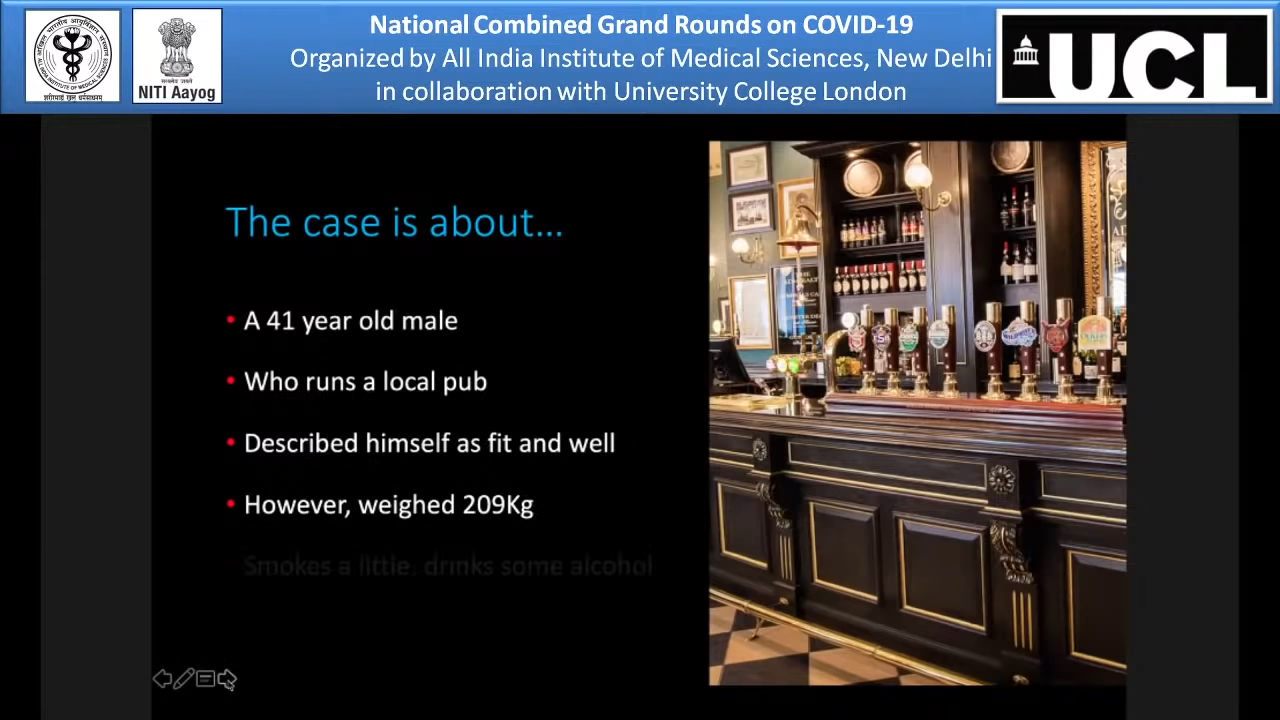 National Combined Grand Rounds on COVID-19
Organized by All India Institute of Medical Sciences, New Delhi
in collaboration with University College London
NITI Aayog
UCL
The case is about...
• A 41 year old male
• Who runs a local pub
• Described himself as fit and well
• However, weighed 209Kg
Smokes a little, drinks some alcohol